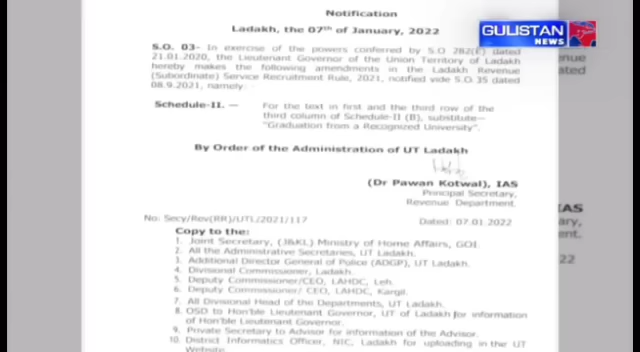 Notification
Ladakh, the 07th of January, 2022
S.O. 03- In exercise of the powers conferred by S.O 282(E) dated
21.01.2020, the Lieutenant Governor of the Union Territory of Ladakh
hereby makes the following amendments in the Ladakh Revenue
(Subordinate) Service Recruitment Rule, 2021, notified vide S.O 35 dated
08.9.2021, namely:
Schedule-II. — For the text in first and the third row of the
third column of Schedule-II (B), substitute—
"Graduation from a Recognized University".
By Order of the Administration of UT Ladakh
(Dr Pawan Kotwal), IAS
Principal Secretary,
Revenue Department.
No: Secy/Rev(RR)/UTL/2021/117 Dated: 07.01.2022
Copy to the:
1. Joint Secretary, (J&KL) Ministry of Home Affairs, GOI.
2. All the Administrative Secretaries, UT Ladakh.
3. Additional Director General of Police (ADGP), UT Ladakh.
4. Divisional Commissioner, Ladakh.
5. Deputy Commissioner/CEO, LAHDC, Leh.
6. Deputy Commissioner/ CEO, LAHDC, Kargil.
7. All Divisional Head of the Departments, UT Ladakh.
8. OSD to Hon'ble Lieutenant Governor, UT of Ladakh for information
of Hon'ble Lieutenant Governor.
9. Private Secretary to Advisor for information of the Advisor.
10. District Informatics Officer, NIC, Ladakh for uploading in the UT
Website.
GULISTAN
NEWS
enue
dated
IAS
ary,
ent.
22